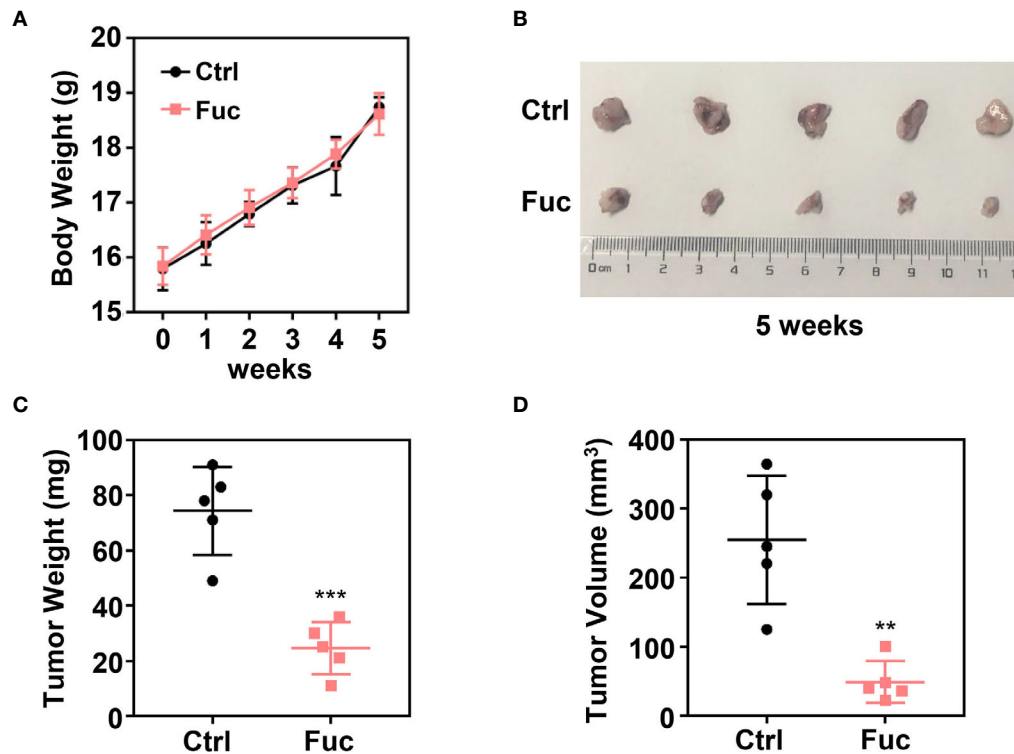 A
Body Weight (g)
20
19
18
17
16
15
Ctrl
Fuc
0 1 2 3 4 5
weeks
B
Ctrl
Fuc
0 cm 1 2 3 4 5 6 7 8 9 10 11
5 weeks
C
Tumor Weight (mg)
100
80
60
40
20
0
***
Ctrl Fuc
D
Tumor Volume (mm³)
400
300
200
100
0
**
Ctrl Fuc